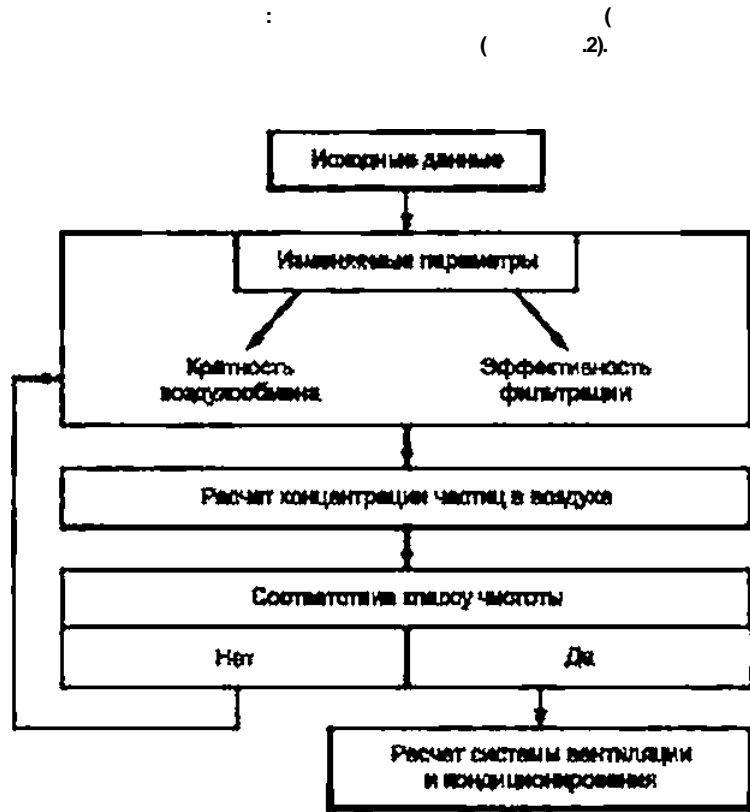 : (
( .2).
Исходные данные
Изменяемые параметры
Кратность
воздухообмена
Эффективность
фильтрации
Расчет концентрации частиц в воздухе
Соответствие классу чистоты
Нет
Да
Расчет системы вентиляции
и кондиционирования